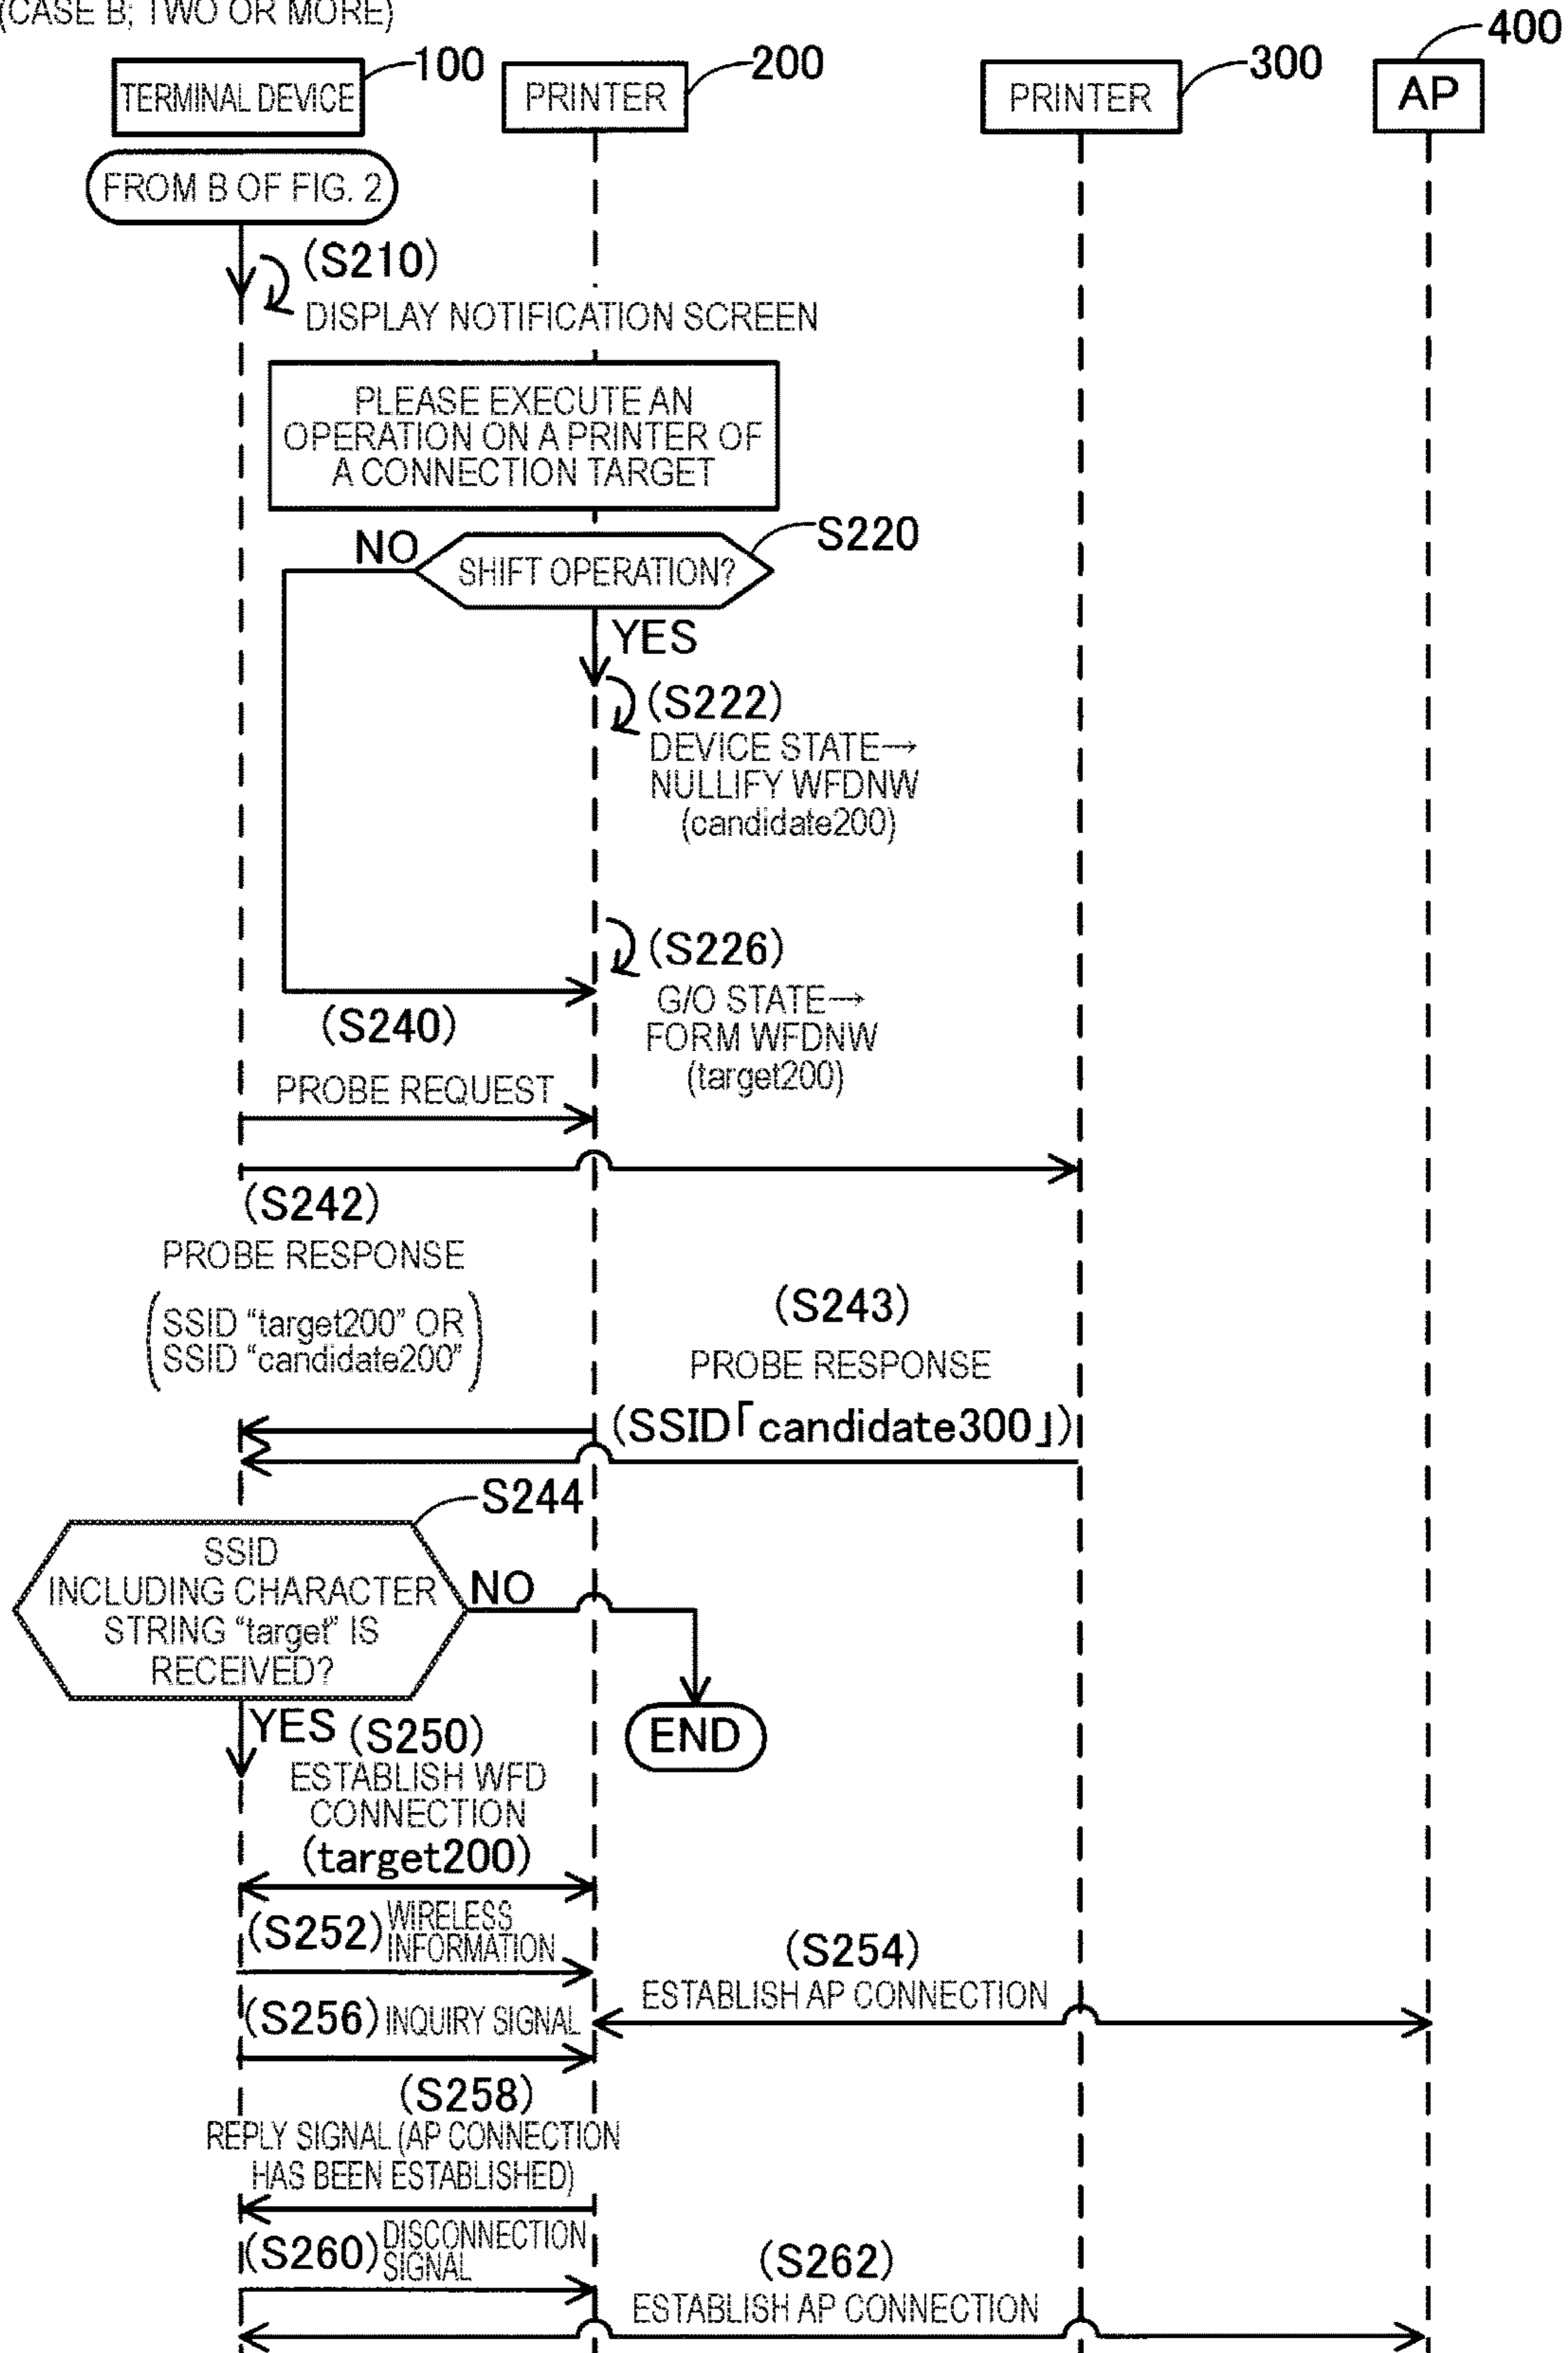 (CASE B; TWO OR MORE)
TERMINAL DEVICE
100
PRINTER
200
PRINTER
300
AP
400
FROM B OF FIG. 2
(S210)
DISPLAY NOTIFICATION SCREEN
PLEASE EXECUTE AN
OPERATION ON A PRINTER OF
A CONNECTION TARGET
NO
SHIFT OPERATION?
S220
YES
(S222)
DEVICE STATE→
NULLIFY WFDNW
(candidate200)
(S226)
G/O STATE→
FORM WFDNW
(target200)
(S240)
PROBE REQUEST
(S242)
PROBE RESPONSE
(SSID “target200” OR
SSID “candidate200”)
(S243)
PROBE RESPONSE
(SSID「candidate300」)
S244
SSID
INCLUDING CHARACTER
STRING “target” IS
RECEIVED?
NO
END
YES
(S250)
ESTABLISH WFD
CONNECTION
(target200)
(S252)
WIRELESS
INFORMATION
(S254)
ESTABLISH AP CONNECTION
(S256)
INQUIRY SIGNAL
(S258)
REPLY SIGNAL (AP CONNECTION
HAS BEEN ESTABLISHED)
(S260)
DISCONNECTION
SIGNAL
(S262)
ESTABLISH AP CONNECTION